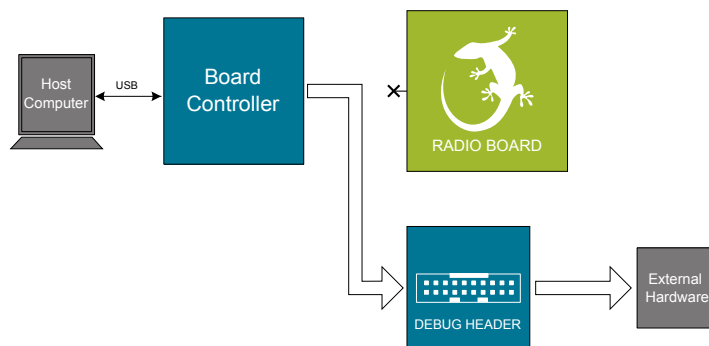 Host
Computer
USB
Board
Controller
RADIO BOARD
DEBUG HEADER
External
Hardware